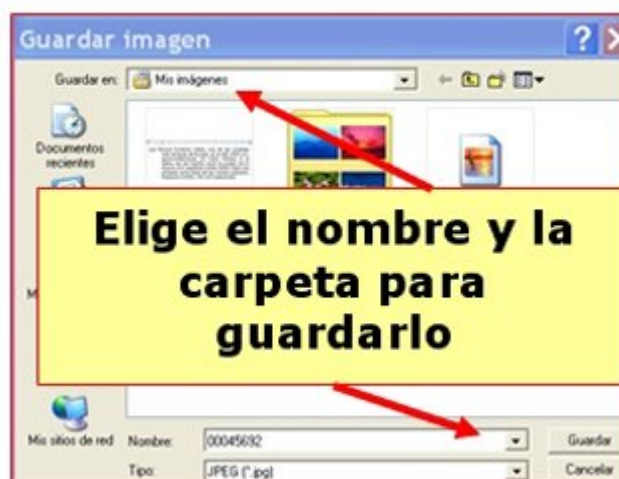 Guardar imagen
Guardar en: Mis imágenes
Documentos
recientes
Elige el nombre y la
carpeta para
guardarlo
Mis sitios de red
Nombre: 00045692 Guardar
Tipo: JPEG (*.jpg) Cancelar